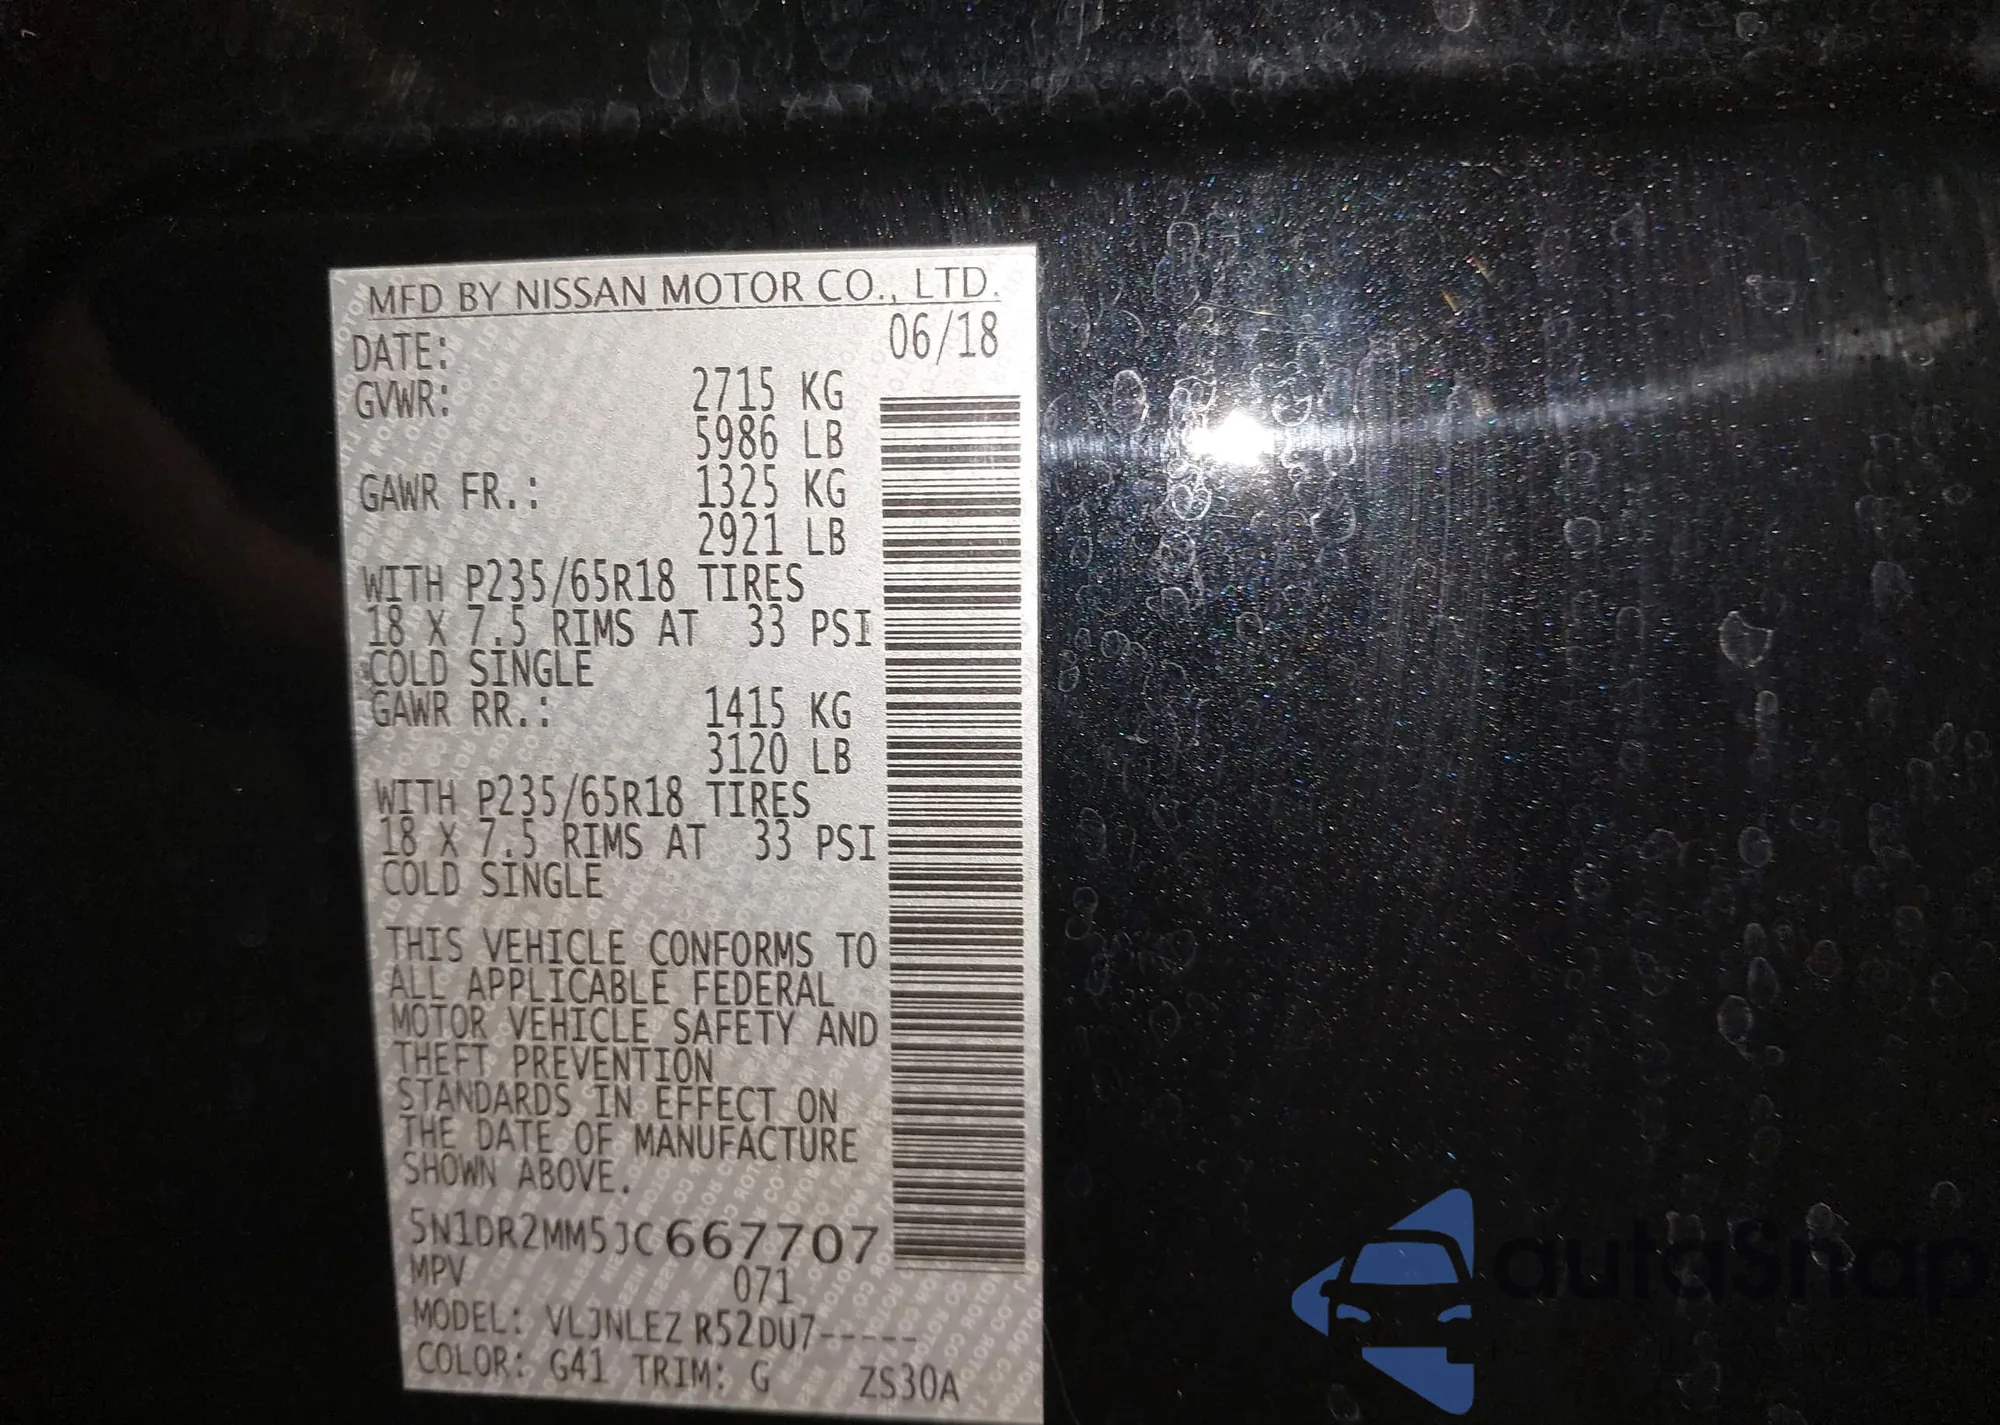 MFD BY NISSAN MOTOR CO., LTD.
DATE: 06/18
GVWR: 2715 KG
5986 LB
GAWR FR.: 1325 KG
2921 LB
WITH P235/65R18 TIRES
18 X 7.5 RIMS AT 33 PSI
COLD SINGLE
GAWR RR.: 1415 KG
3120 LB
WITH P235/65R18 TIRES
18 X 7.5 RIMS AT 33 PSI
COLD SINGLE
THIS VEHICLE CONFORMS TO
ALL APPLICABLE FEDERAL
MOTOR VEHICLE SAFETY AND
THEFT PREVENTION
STANDARDS IN EFFECT ON
THE DATE OF MANUFACTURE
SHOWN ABOVE.
5N1DR2MM5JC667707
MPV 071
MODEL: VLJNLEZ R52DU7-----
COLOR: G41 TRIM: G ZS30A
autoSnap